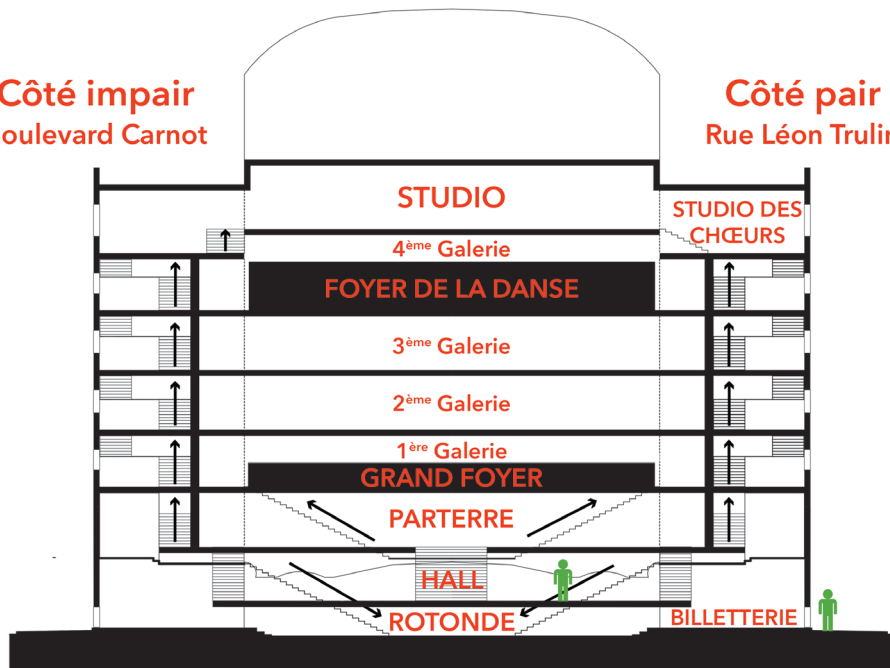 Côté impair
oulevard Carnot
Côté pair
Rue Léon Trulin
STUDIO
STUDIO DES
CHŒURS
4ème Galerie
FOYER DE LA DANSE
3ème Galerie
2ème Galerie
1ère Galerie
GRAND FOYER
PARTERRE
HALL
ROTONDE
BILLETTERIE